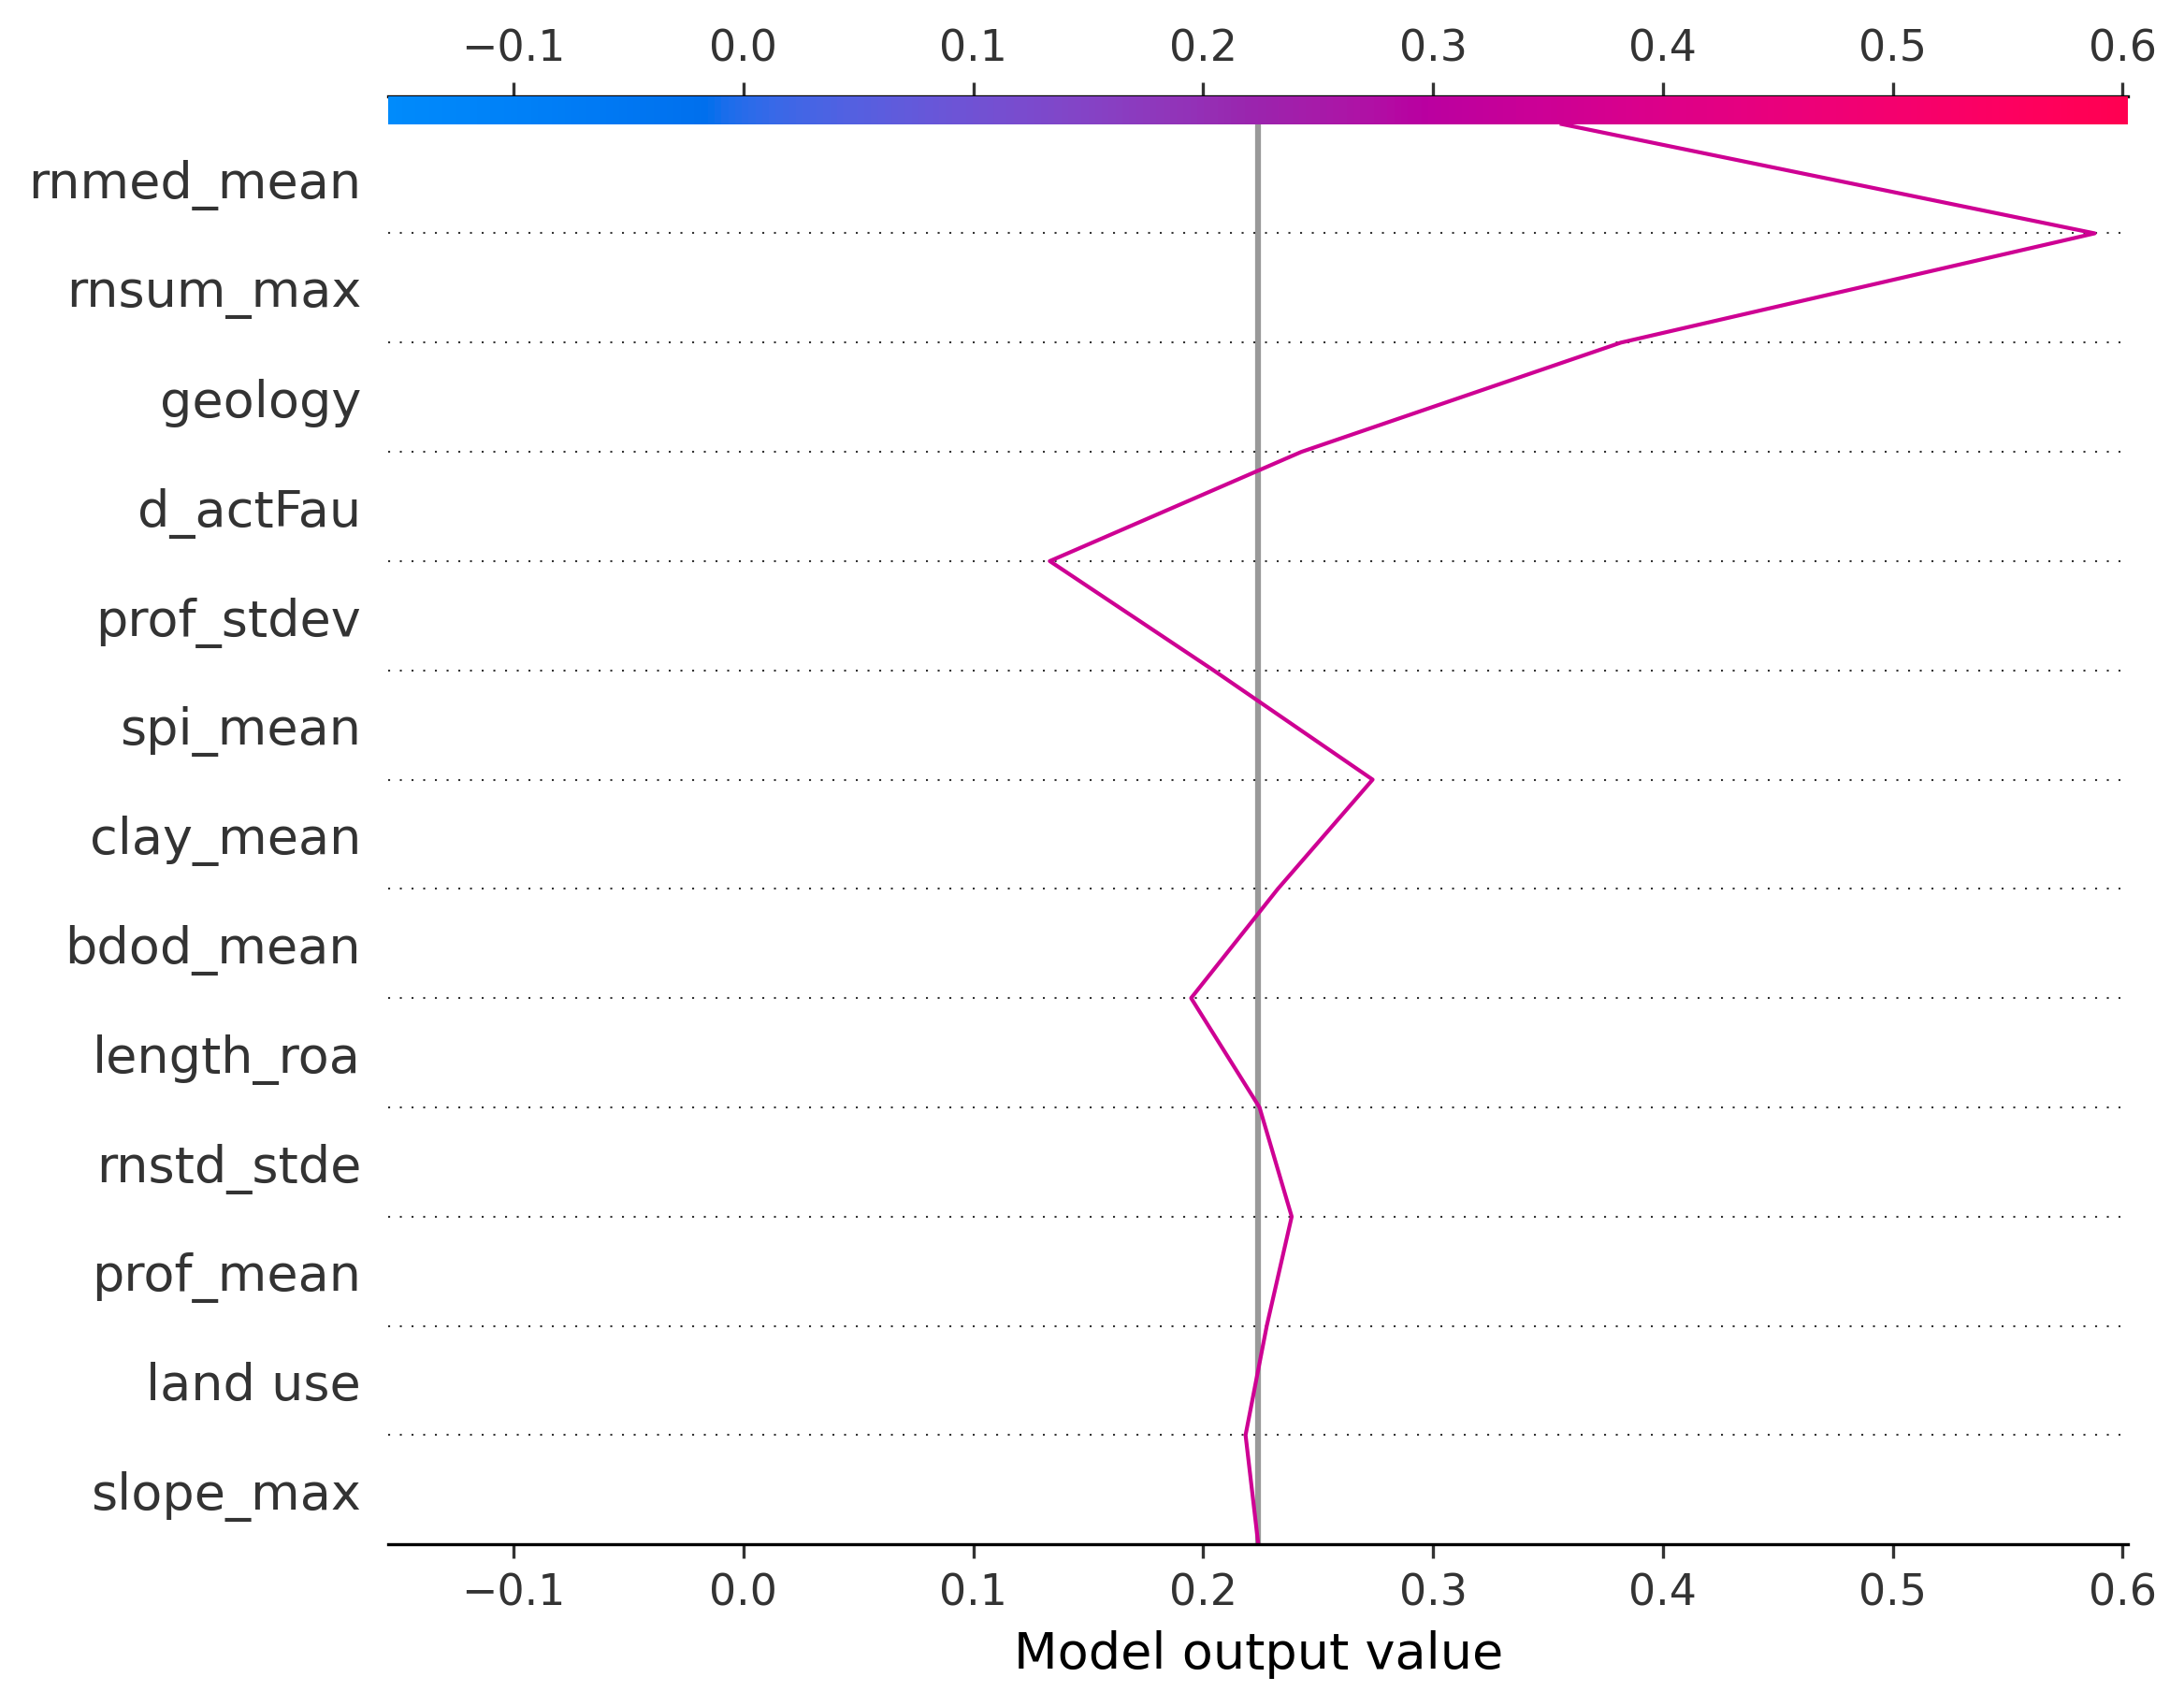 −0.1 0.0 0.1 0.2 0.3 0.4 0.5 0.6
rnmed_mean
rnsum_max
geology
d_actFau
prof_stdev
spi_mean
clay_mean
bdod_mean
length_roa
rnstd_stde
prof_mean
land use
slope_max
−0.1 0.0 0.1 0.2 0.3 0.4 0.5 0.6
Model output value